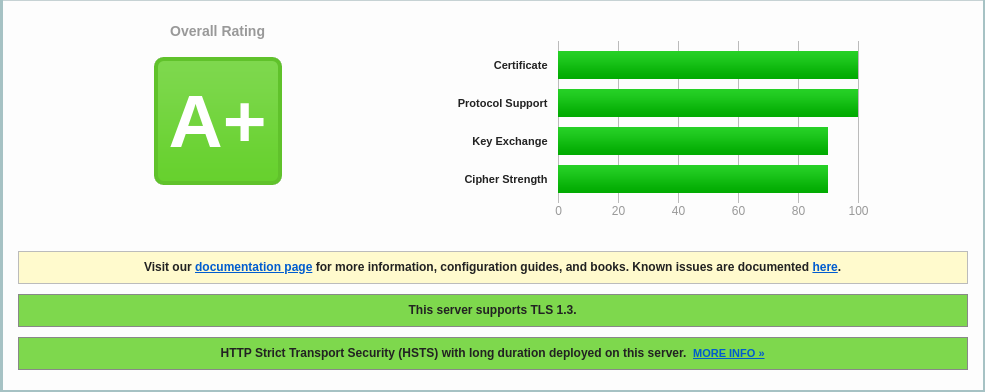 Overall Rating
A+
Certificate
Protocol Support
Key Exchange
Cipher Strength
0 20 40 60 80 100
Visit our documentation page for more information, configuration guides, and books. Known issues are documented here.
This server supports TLS 1.3.
HTTP Strict Transport Security (HSTS) with long duration deployed on this server. MORE INFO »